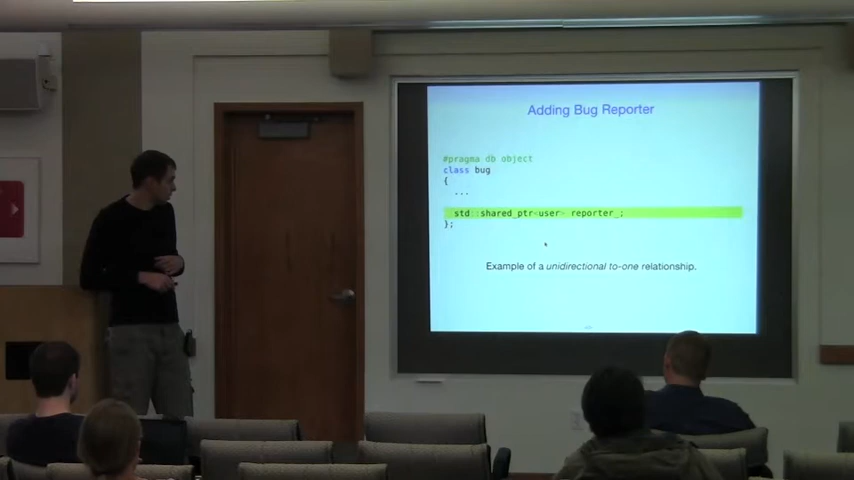 Adding Bug Reporter
#pragma db object
class bug
{
...
std::shared_ptr<user> reporter_;
};
Example of a unidirectional to-one relationship.